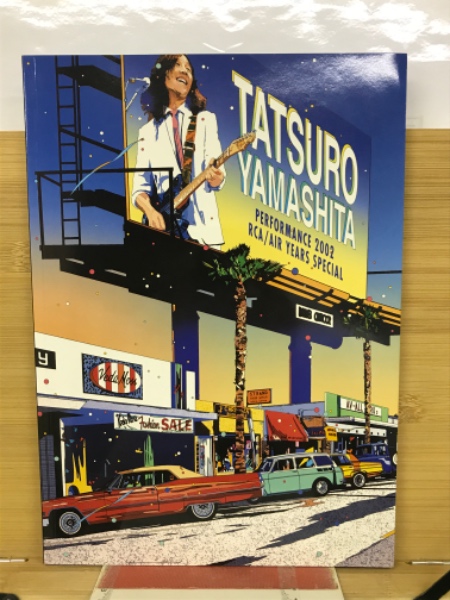 TATSURO
YAMASHITA
PERFORMANCE 2002
RCA/AIR YEARS SPECIAL
Y
SALE